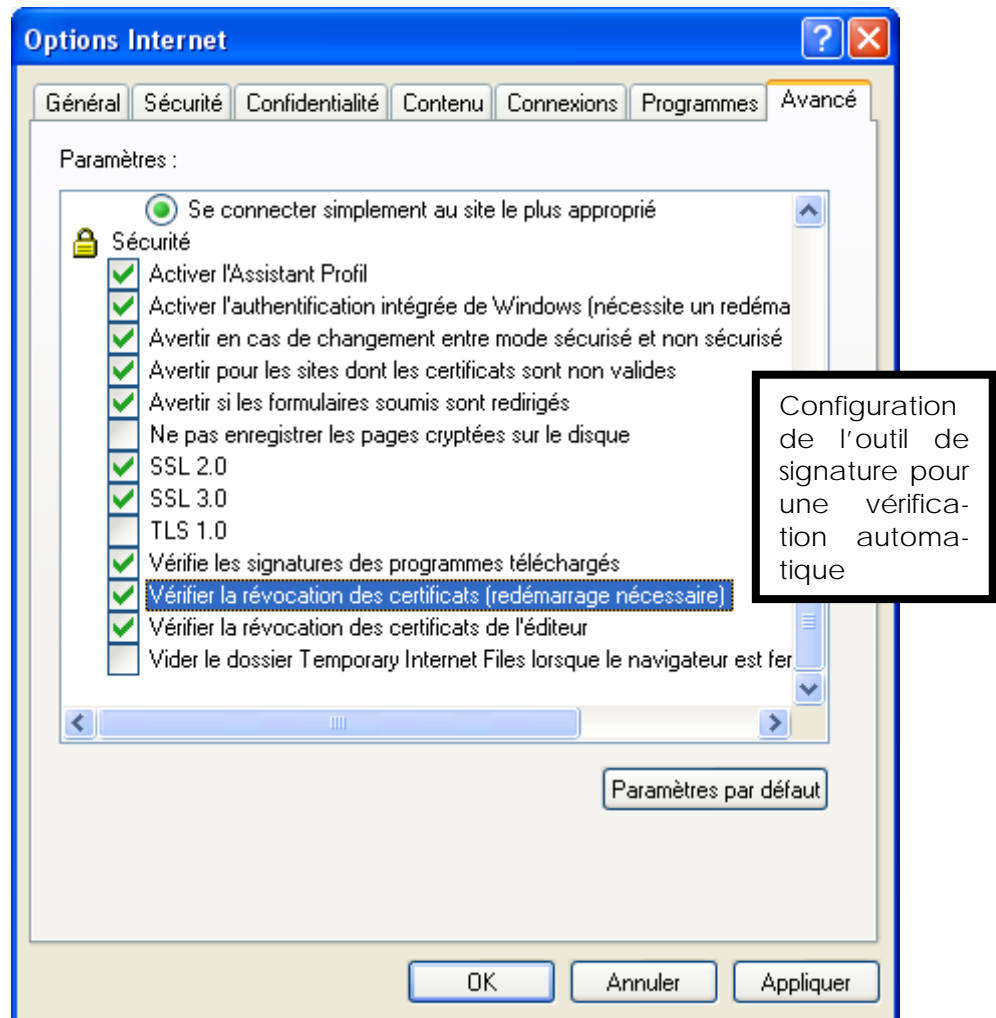 Options Internet
Général Sécurité Confidentialité Contenu Connexions Programmes Avancé
Paramètres :
Se connecter simplement au site le plus approprié
Sécurité
Activer l'Assistant Profil
Activer l'authentification intégrée de Windows (nécessite un redéma
Avertir en cas de changement entre mode sécurisé et non sécurisé
Avertir pour les sites dont les certificats sont non valides
Avertir si les formulaires soumis sont redirigés
Ne pas enregistrer les pages cryptées sur le disque
SSL 2.0
SSL 3.0
TLS 1.0
Vérifie les signatures des programmes téléchargés
Vérifier la révocation des certificats (redémarrage nécessaire)
Vérifier la révocation des certificats de l'éditeur
Vider le dossier Temporary Internet Files lorsque le navigateur est fer
Configuration
de l'outil de
signature pour
une vérifica-
tion automa-
tique
Paramètres par défaut
OK Annuler Appliquer